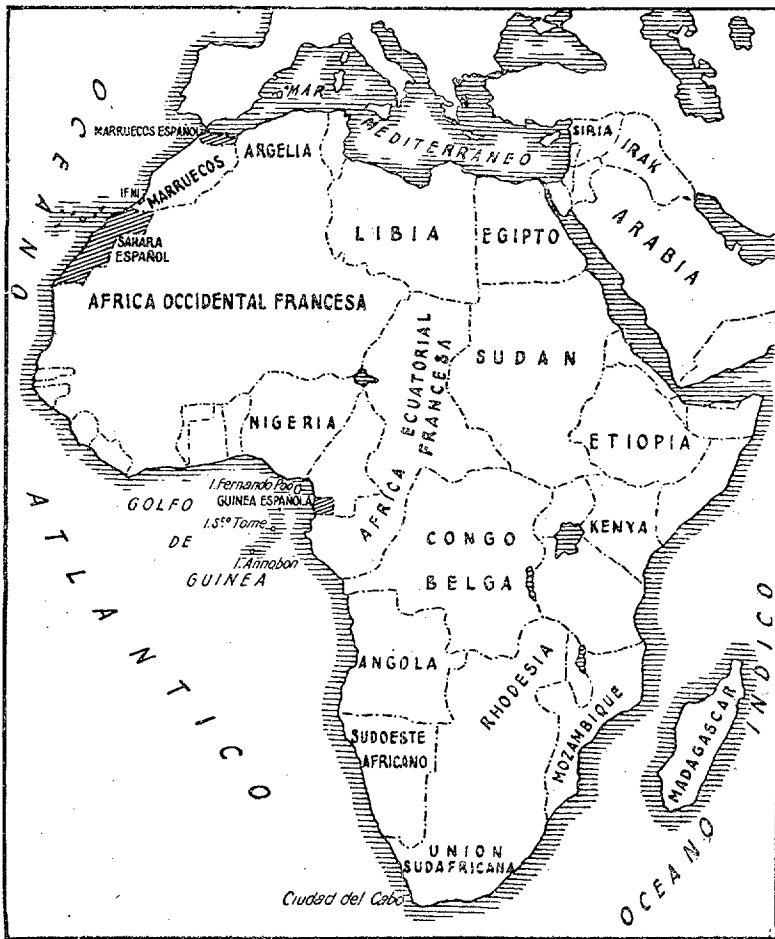 OCEANO
MAR
MEDITERRANEO
MARRUECOS ESPAÑOL
ARGELIA
SIRIA
IRAK
IFNI
MARRUECOS
SAHARA
ESPAÑOL
LIBIA
EGIPTO
ARABIA
AFRICA OCCIDENTAL FRANCESA
AFRICA ECUATORIAL
FRANCESA
SUDAN
NIGERIA
ETIOPIA
I. Fernando Poo
GUINEA ESPAÑOLA
GOLFO
I. Sto Tome
DE
I. Annobon
GUINEA
ATLANTICO
CONGO
BELGA
KENYA
ANGOLA
RHODESIA
MOZAMBIQUE
MADAGASCAR
SUDOESTE
AFRICANO
UNION
SUDAFRICANA
Ciudad del Cabo
OCEANO
INDICO